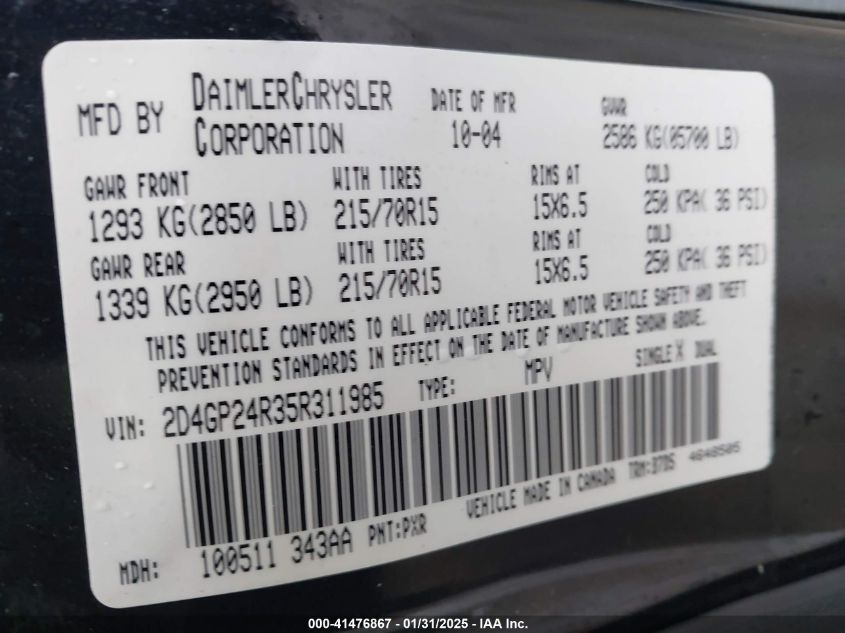 MFD BY DAIMLERCHRYSLER CORPORATION
DATE OF MFR 10-04
GVWR 2586 KG(05700 LB)
GAWR FRONT WITH TIRES RIMS AT COLD
1293 KG(2850 LB) 215/70R15 15X6.5 250 KPA( 36 PSI)
GAWR REAR WITH TIRES RIMS AT COLD
1339 KG(2950 LB) 215/70R15 15X6.5 250 KPA( 36 PSI)
THIS VEHICLE CONFORMS TO ALL APPLICABLE FEDERAL MOTOR VEHICLE SAFETY AND THEFT
PREVENTION STANDARDS IN EFFECT ON THE DATE OF MANUFACTURE SHOWN ABOVE.
VIN: 2D4GP24R35R311985 TYPE: MPV SINGLE X DUAL
MDH: 100511 343AA PNT:PXR VEHICLE MADE IN CANADA TRM:D7D5 4648505
000-41476867 / 01/31/2025 - IAA Inc.